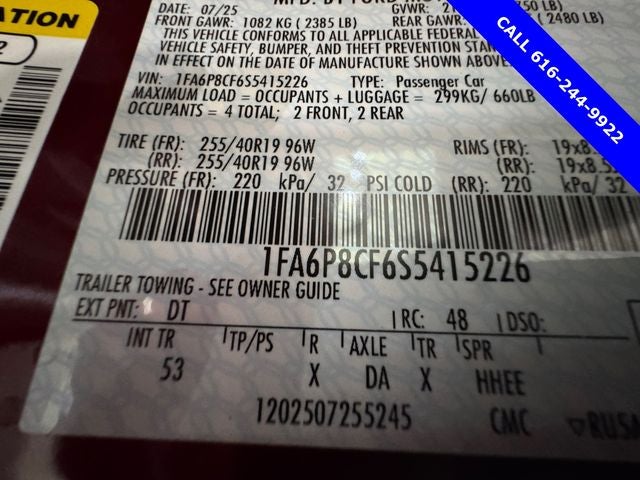 ATION
DATE: 07/25
FRONT GAWR: 1082 KG ( 2385 LB)
REAR GAWR: ( 2480 LB)
THIS VEHICLE CONFORMS TO ALL APPLICABLE FEDERAL
VEHICLE SAFETY, BUMPER, AND THEFT PREVENTION STAN
IN EFFECT ON THE DATE OF MANUFACTURE SHOWN ABOVE.
VIN: 1FA6P8CF6S5415226 TYPE: Passenger Car
MAXIMUM LOAD = OCCUPANTS + LUGGAGE = 299KG/ 660LB
OCCUPANTS = 4 TOTAL; 2 FRONT, 2 REAR
TIRE (FR): 255/40R19 96W RIMS (FR): 19x8.
(RR): 255/40R19 96W (RR): 19x8.5
PRESSURE (FR): 220 kPa/ 32 PSI COLD (RR): 220 kPa/ 32
1FA6P8CF6S5415226
TRAILER TOWING - SEE OWNER GUIDE
EXT PNT: DT RC: 48 DSO:
INT TR TP/PS R AXLE TR SPR
53 X DA X HHEE
1202507255245 CMC
CALL 616-244-9922